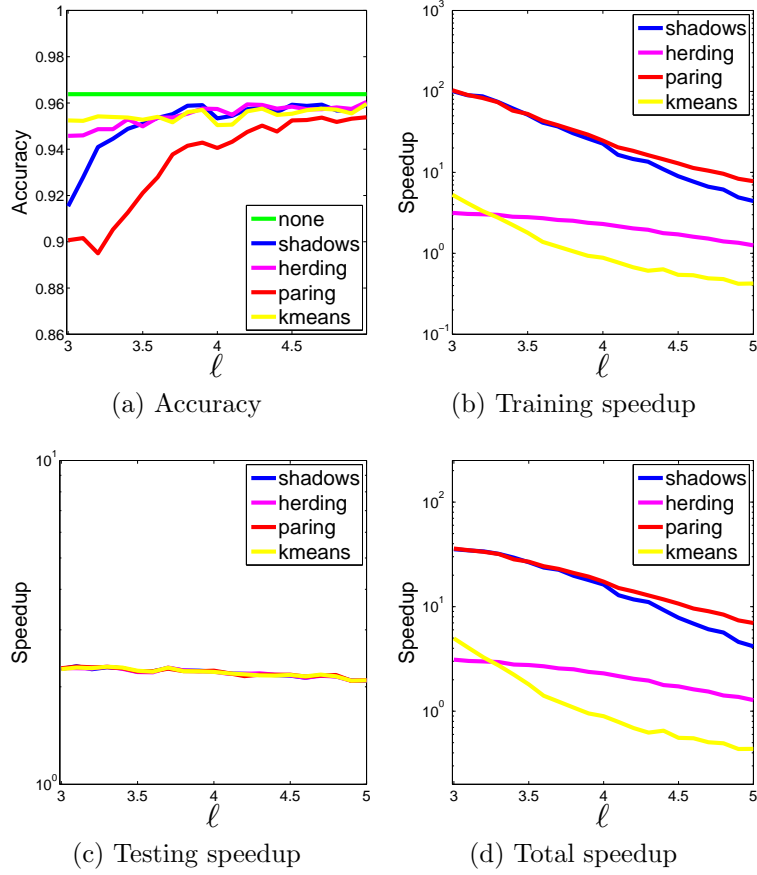 1
0.98
0.96
0.94
0.92
0.9
0.88
0.86
Accuracy
none
shadows
herding
paring
kmeans
3
3.5
4
4.5
ℓ
(a) Accuracy
10^3
10^2
10^1
10^0
10^-1
Speedup
shadows
herding
paring
kmeans
3
3.5
4
4.5
5
ℓ
(b) Training speedup
10^1
10^0
Speedup
shadows
herding
paring
kmeans
3
3.5
4
4.5
5
ℓ
(c) Testing speedup
10^2
10^1
10^0
Speedup
shadows
herding
paring
kmeans
3
3.5
4
4.5
5
ℓ
(d) Total speedup